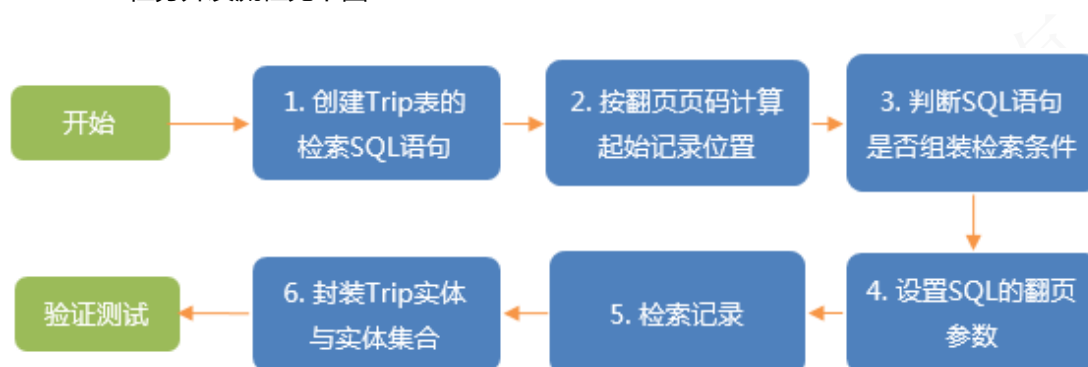 开始
1. 创建Trip表的
检索SQL语句
2. 按翻页页码计算
起始记录位置
3. 判断SQL语句
是否组装检索条件
4. 设置SQL的翻页
参数
5. 检索记录
6. 封装Trip实体
与实体集合
验证测试